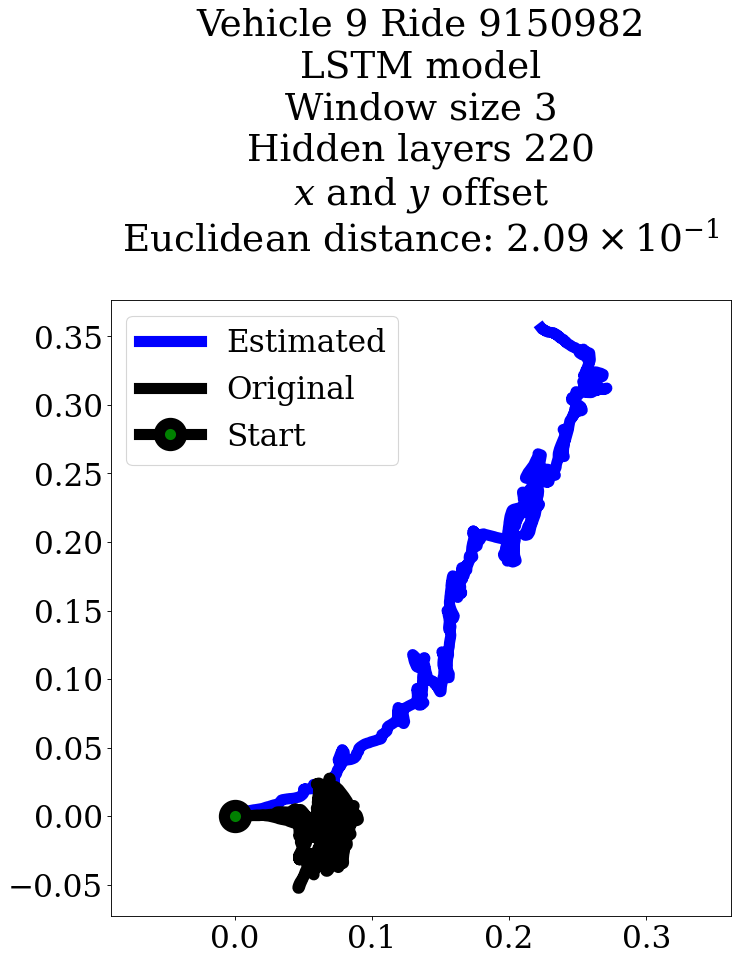 Vehicle 9 Ride 9150982
LSTM model
Window size 3
Hidden layers 220
x and y offset
Euclidean distance: 2.09 × 10⁻¹
Estimated
Original
Start
0.35
0.30
0.25
0.20
0.15
0.10
0.05
0.00
−0.05
0.0 0.1 0.2 0.3